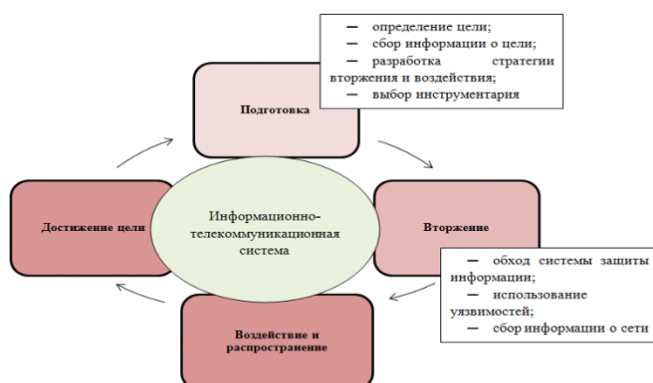 — определение цели;
— сбор информации о цели;
— разработка стратегии
вторжения и воздействия;
— выбор инструментария
Подготовка
Достижение цели
Информационно-
телекоммуникационная
система
Вторжение
— обход системы защиты
информации;
— использование
уязвимостей;
— сбор информации о сети
Воздействие и
распространение